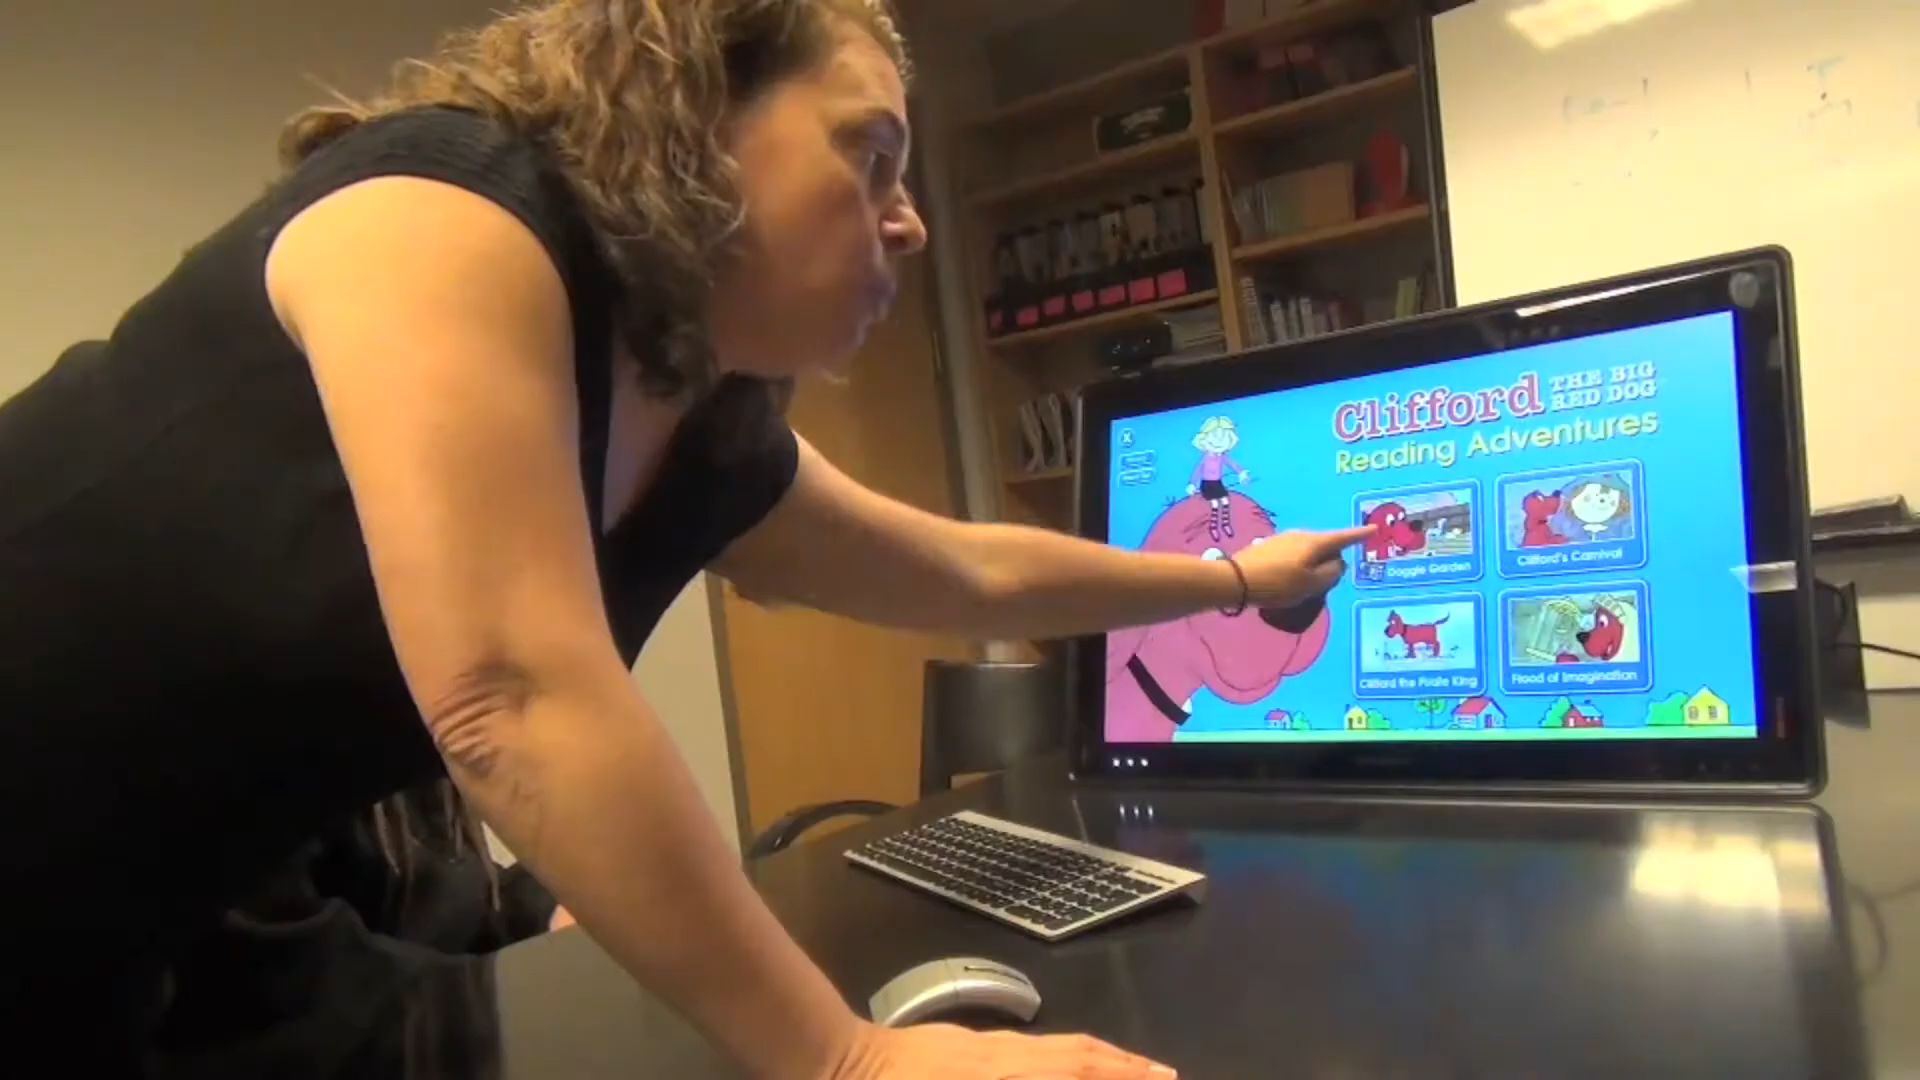 Clifford THE BIG
RED DOG
Reading Adventures
Doggie Garden
Clifford's Carnival
Clifford the Pirate King
Flood of Imagination
X